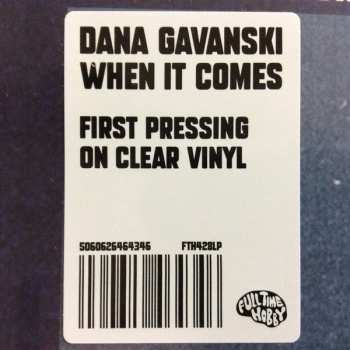 DANA GAVANSKI
WHEN IT COMES
FIRST PRESSING
ON CLEAR VINYL
5060626464346 FTH428LP
FULL TIME
HOBBY